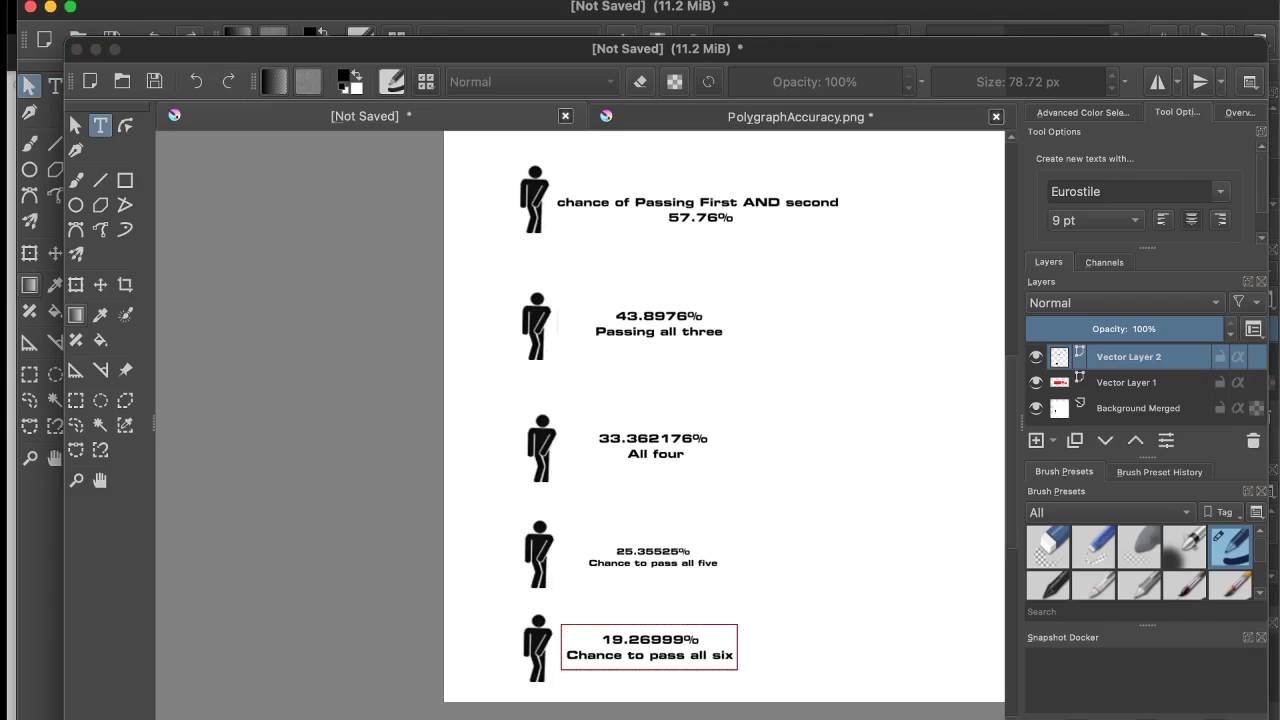 [Not Saved] (11.2 MiB) *
[Not Saved] (11.2 MiB) *
Normal
Opacity: 100%
Size: 78.72 px
[Not Saved] *
PolygraphAccuracy.png *
Advanced Color Sele...
Tool Opti...
Overv...
Tool Options
Create new texts with...
Eurostile
9 pt
Layers
Channels
Layers
Normal
Opacity: 100%
Vector Layer 2
Vector Layer 1
Background Merged
Brush Presets
Brush Preset History
Brush Presets
All
Tag
Search
Snapshot Docker
chance of Passing First AND second
57.76%
43.8976%
Passing all three
33.362176%
All four
25.35525%
Chance to pass all five
19.26999%
Chance to pass all six